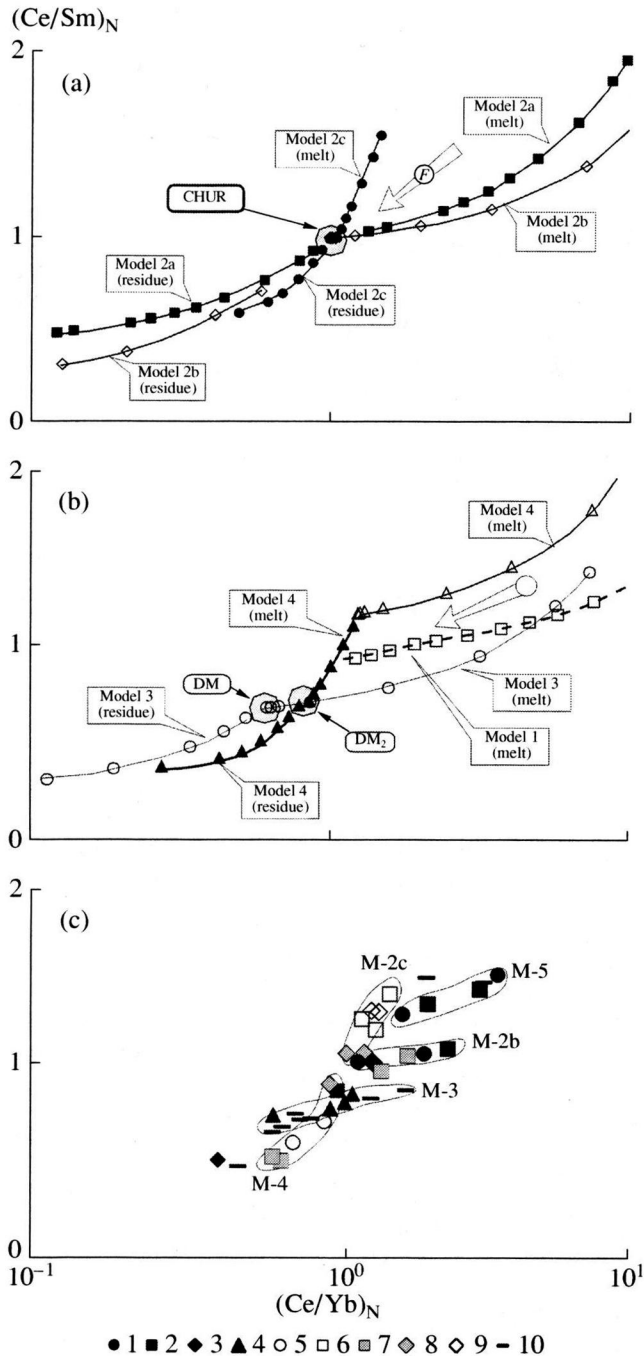 (Ce/Sm)N
2
(a)
Model 2a
(melt)
Model 2c
(melt)
F
CHUR
1
Model 2b
(melt)
Model 2a
(residue)
Model 2c
(residue)
Model 2b
(residue)
0
2
(b)
Model 4
(melt)
Model 4
(melt)
1
DM
Model 3
(residue)
Model 3
(melt)
DM2
Model 1
(melt)
Model 4
(residue)
0
2
(c)
M-2c
M-5
M-2b
1
M-3
M-4
0
10-1 100 101
(Ce/Yb)N
1 2 3 4 5 6 7 8 9 10